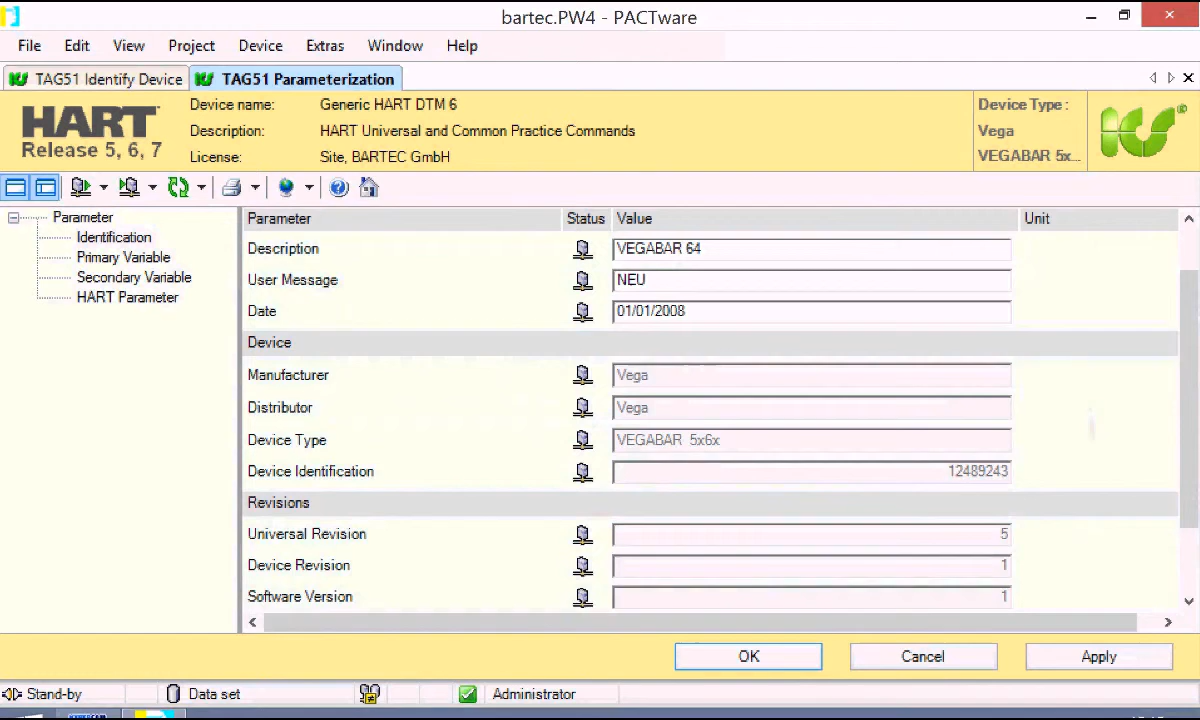 bartec.PW4 - PACTware
File Edit View Project Device Extras Window Help
TAG51 Identify Device TAG51 Parameterization
HART
Release 5, 6, 7
Device name: Generic HART DTM 6
Description: HART Universal and Common Practice Commands
License: Site, BARTEC GmbH
Device Type :
Vega
VEGABAR 5x...
Parameter
Identification
Primary Variable
Secondary Variable
HART Parameter
Parameter Status Value Unit
Description VEGABAR 64
User Message NEU
Date 01/01/2008
Device
Manufacturer Vega
Distributor Vega
Device Type VEGABAR 5x6x
Device Identification 12489243
Revisions
Universal Revision 5
Device Revision 1
Software Version 1
OK Cancel Apply
Stand-by Data set Administrator